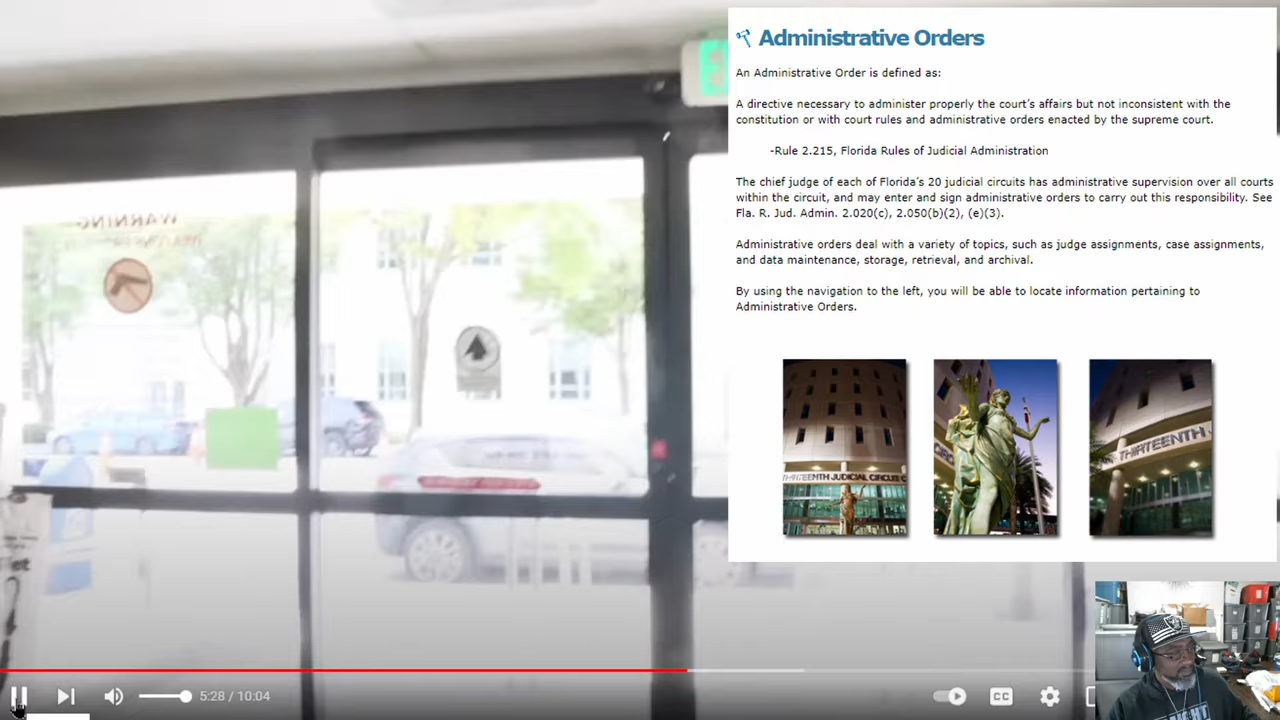 Administrative Orders
An Administrative Order is defined as:
A directive necessary to administer properly the court's affairs but not inconsistent with the
constitution or with court rules and administrative orders enacted by the supreme court.
-Rule 2.215, Florida Rules of Judicial Administration
The chief judge of each of Florida's 20 judicial circuits has administrative supervision over all courts
within the circuit, and may enter and sign administrative orders to carry out this responsibility. See
Fla. R. Jud. Admin. 2.020(c), 2.050(b)(2), (e)(3).
Administrative orders deal with a variety of topics, such as judge assignments, case assignments,
and data maintenance, storage, retrieval, and archival.
By using the navigation to the left, you will be able to locate information pertaining to
Administrative Orders.
WARNING
THIRTEENTH JUDICIAL CIRCUIT C
THIRTEENTH J
5:28 / 10:04
CC